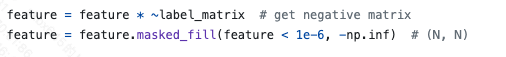 feature = feature * ~label_matrix  # get negative matrix
feature = feature.masked_fill(feature < 1e-6, -np.inf)  # (N, N)